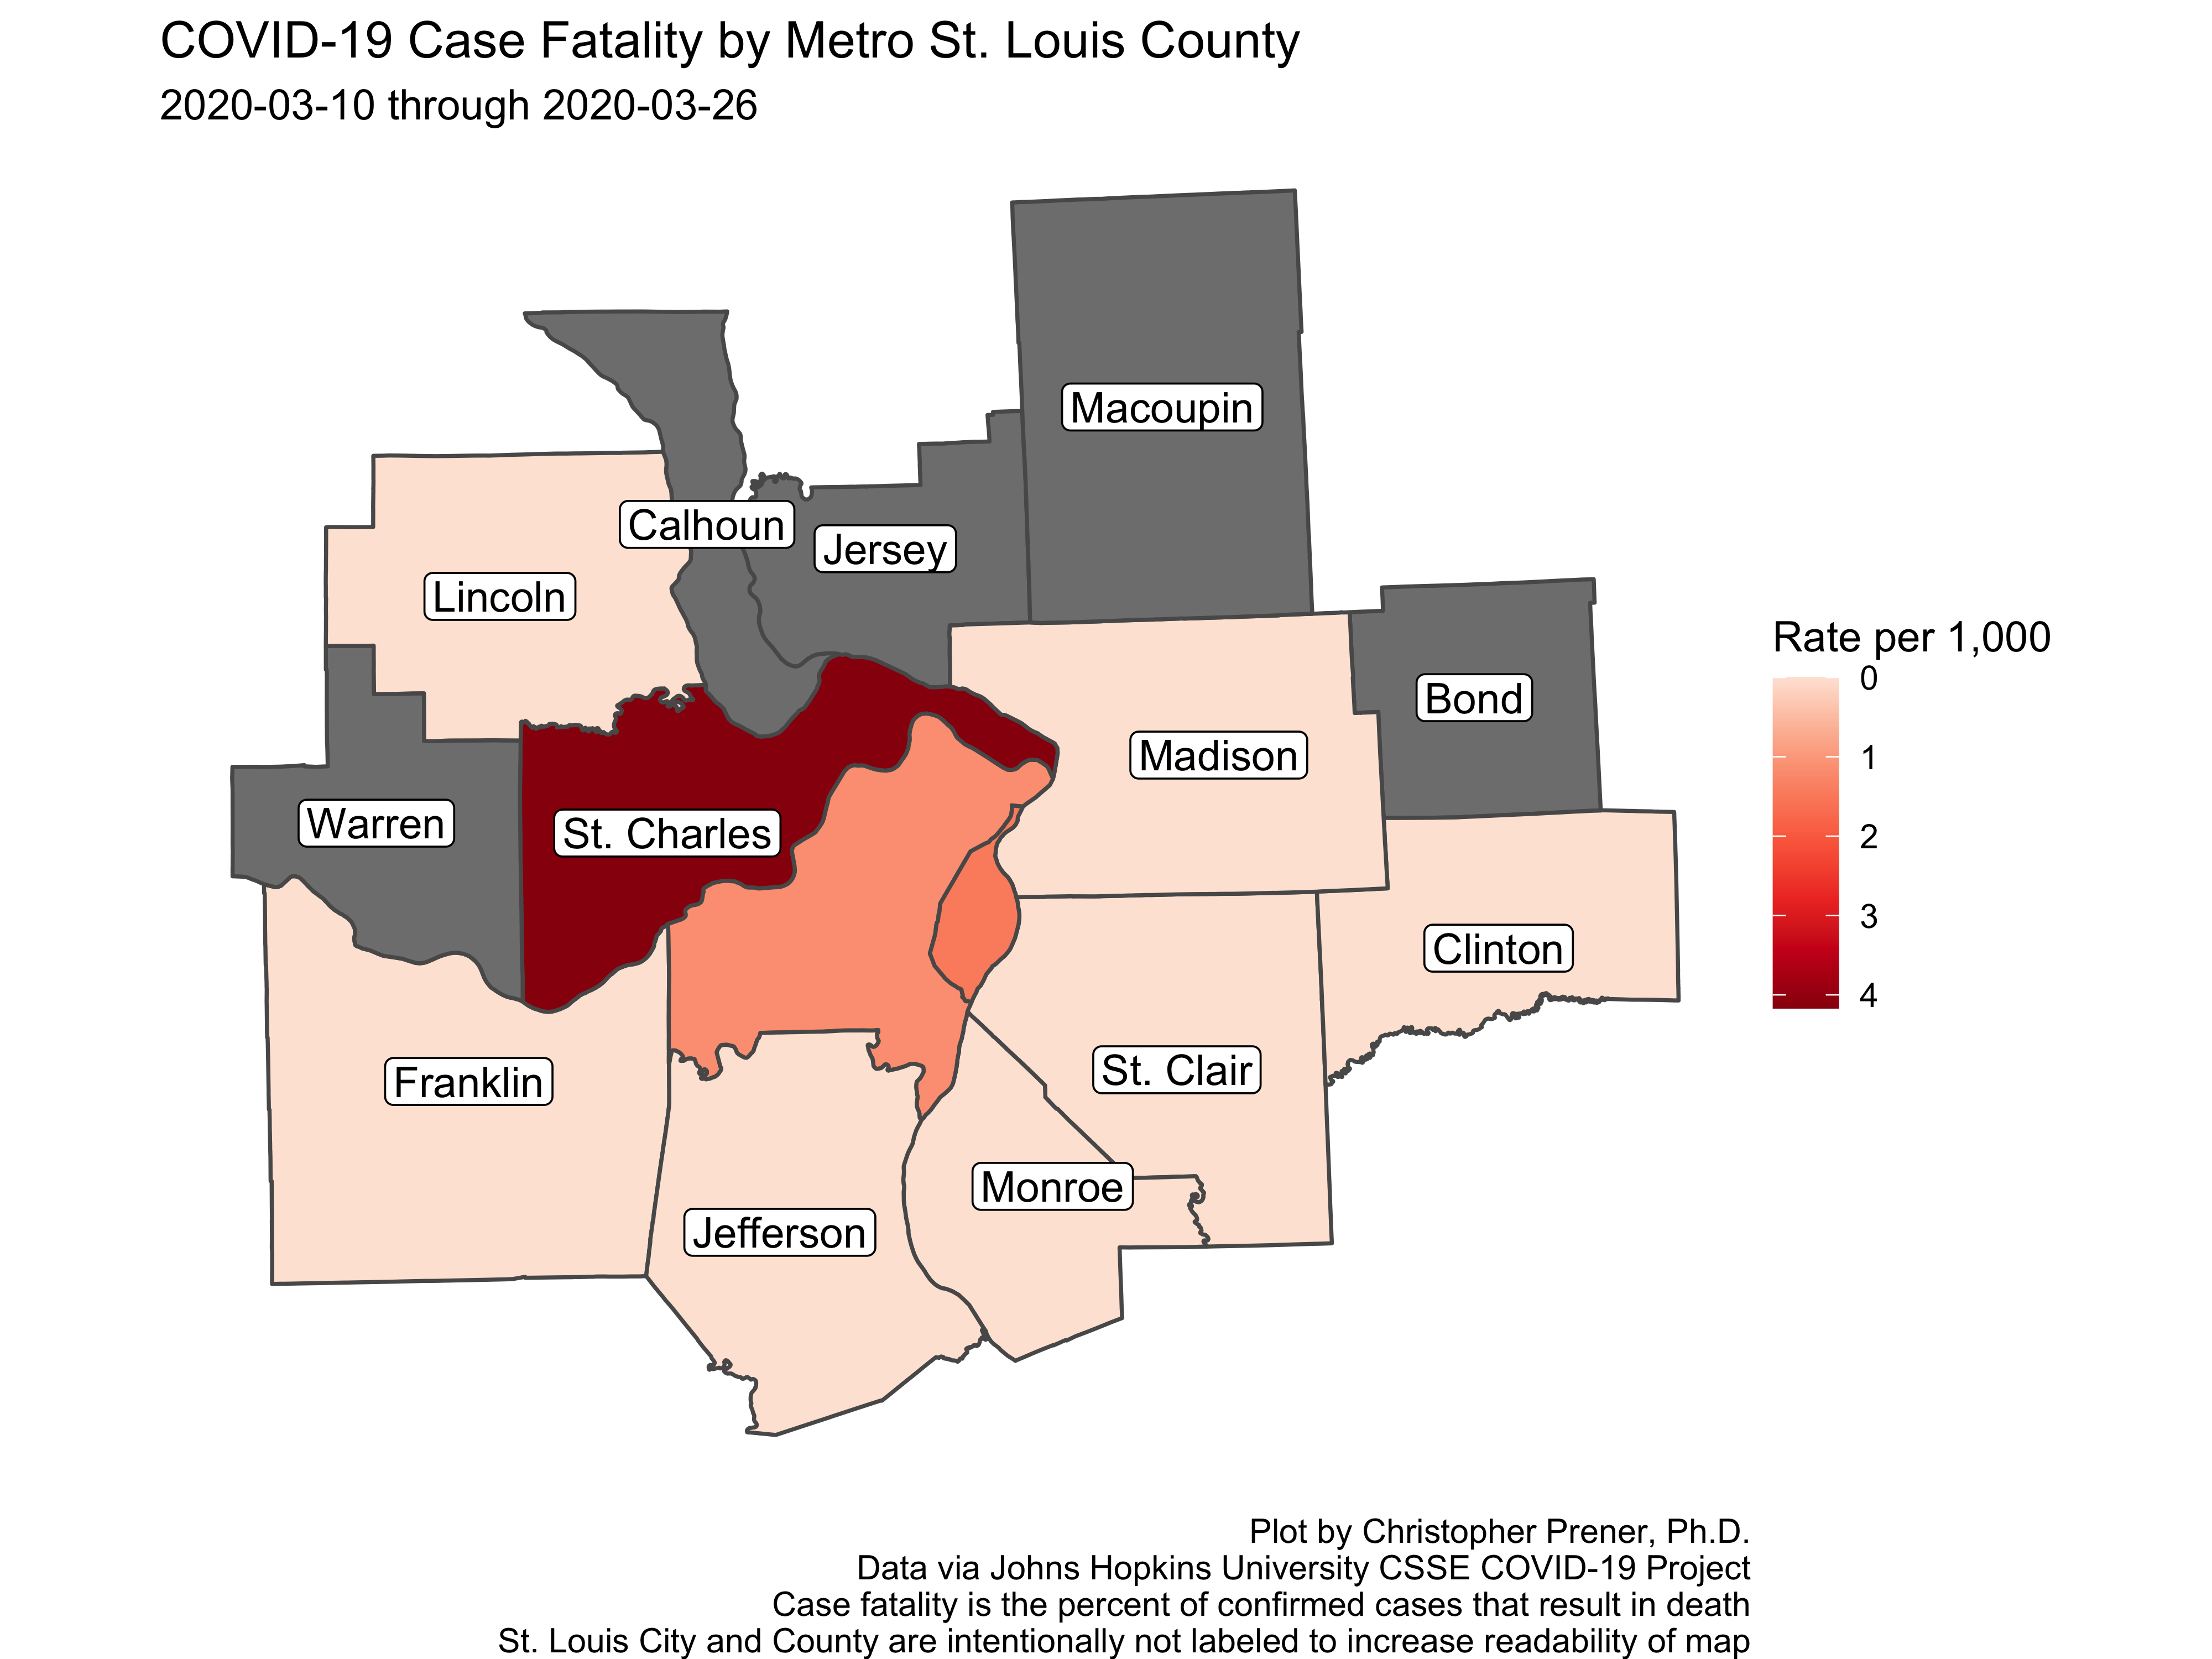 COVID-19 Case Fatality by Metro St. Louis County
2020-03-10 through 2020-03-26
Macoupin
Calhoun
Jersey
Lincoln
Bond
Madison
Warren
St. Charles
Clinton
Franklin
St. Clair
Monroe
Jefferson
Rate per 1,000
0
1
2
3
4
Plot by Christopher Prener, Ph.D.
Data via Johns Hopkins University CSSE COVID-19 Project
Case fatality is the percent of confirmed cases that result in death
St. Louis City and County are intentionally not labeled to increase readability of map